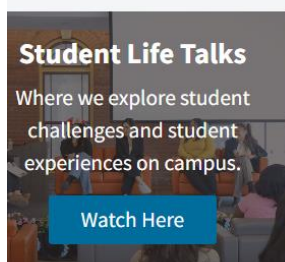 Student Life Talks
Where we explore student
challenges and student
experiences on campus.
Watch Here